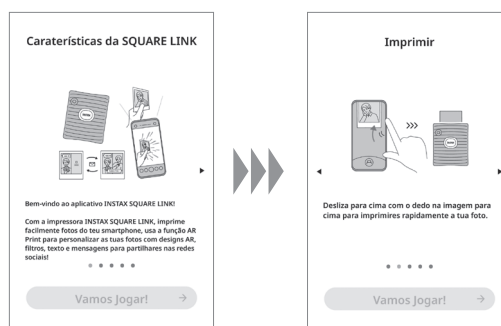 Caraterísticas da SQUARE LINK
Bem-vindo ao aplicativo INSTAX SQUARE LINK!
Com a impressora INSTAX SQUARE LINK, imprime
facilmente fotos do teu smartphone, usa a função AR
Print para personalizar as tuas fotos com designs AR,
filtros, texto e mensagens para partilhares nas redes
sociais!
Vamos Jogar!
Imprimir
Desliza para cima com o dedo na imagem para
cima para imprimires rapidamente a tua foto.
Vamos Jogar!